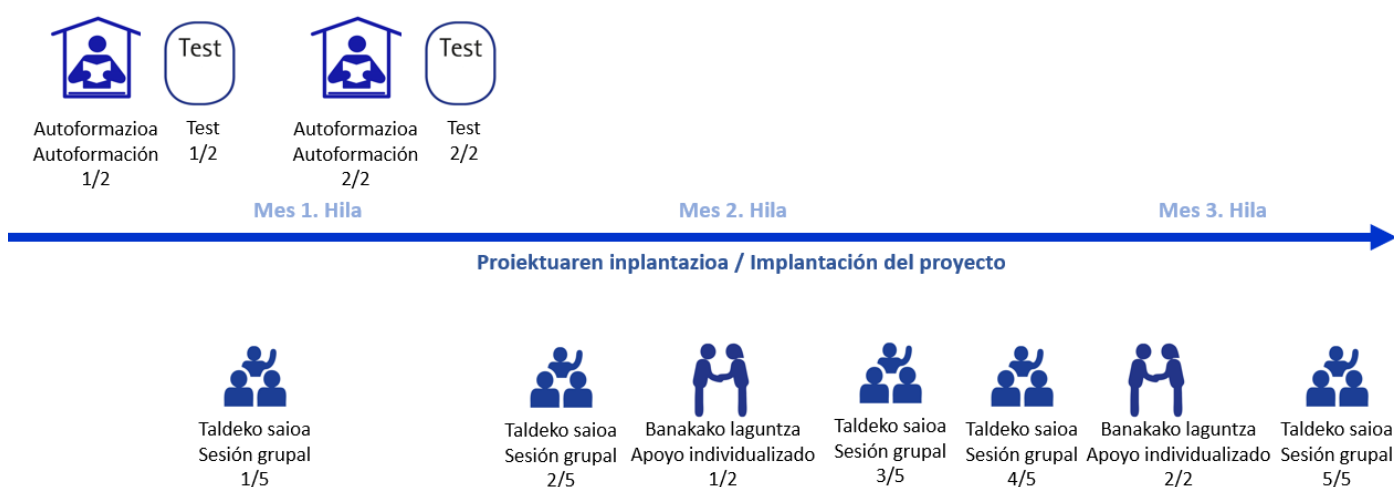 Test
Test
Autoformazioa
Autoformación
1/2
Test
1/2
Autoformazioa
Autoformación
2/2
Test
2/2
Mes 1. Hila
Mes 2. Hila
Mes 3. Hila
Proiektuaren inplantazioa / Implantación del proyecto
Taldeko saioa
Sesión grupal
1/5
Taldeko saioa
Sesión grupal
2/5
Banakako laguntza
Apoyo individualizado
1/2
Taldeko saioa
Sesión grupal
3/5
Taldeko saioa
Sesión grupal
4/5
Banakako laguntza
Apoyo individualizado
2/2
Taldeko saioa
Sesión grupal
5/5